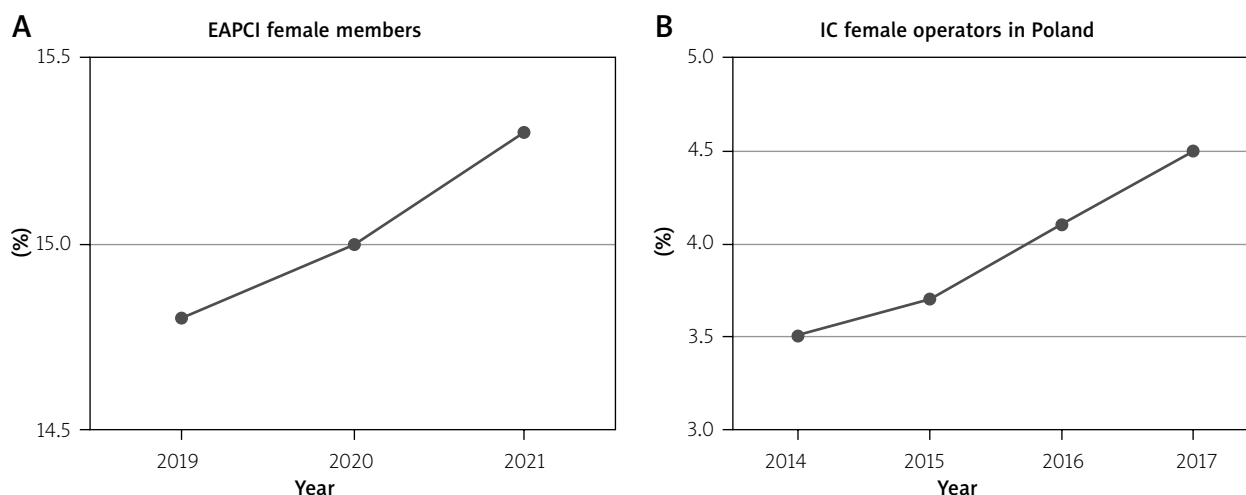 A
EAPCI female members
15.5
15.0
14.5
(%)
2019 2020 2021
Year
B
IC female operators in Poland
5.0
4.5
4.0
3.5
3.0
(%)
2014 2015 2016 2017
Year